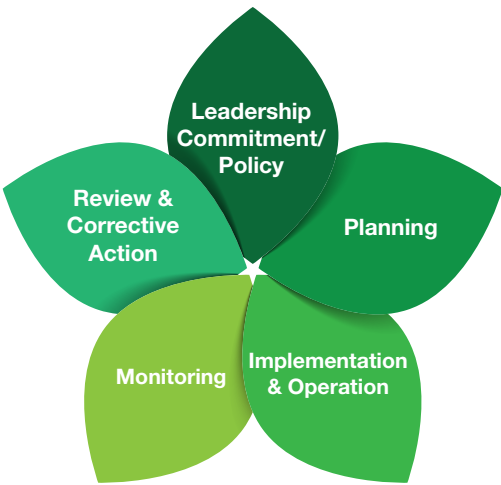 Leadership
Commitment/
Policy
Planning
Implementation
& Operation
Monitoring
Review &
Corrective
Action